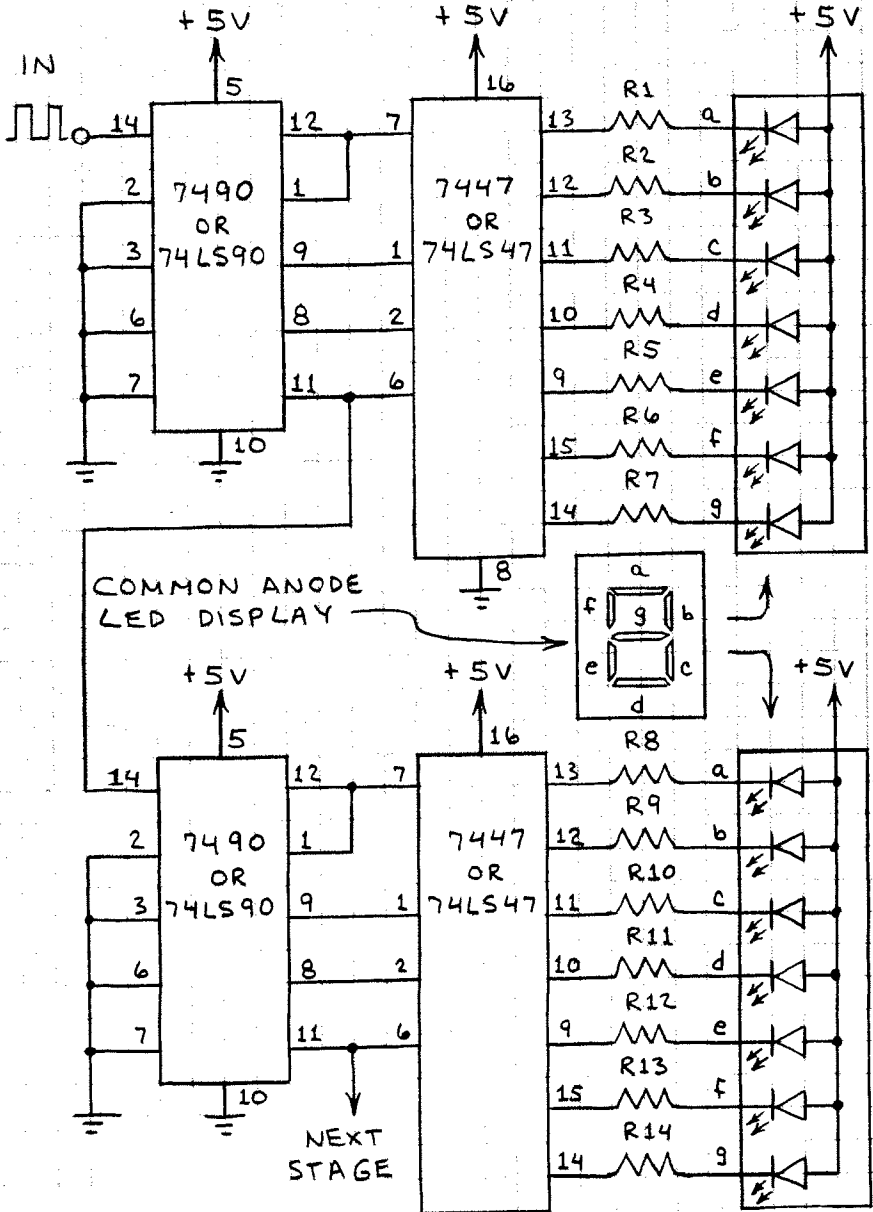 +5V +5V +5V
IN
5 16
R1
14 12 7 13 a
R2
2 1 7490 7447 12 b
OR OR
R3
3 9 74LS90 1 74LS47 11 c
R4
6 8 2 10 d
R5
7 11 6 9 e
R6
10 15 f
R7
14 g
8
COMMON ANODE
LED DISPLAY
a
f g b
e c
d
+5V +5V +5V
5 16
R8
14 12 7 13 a
R9
2 1 7490 7447 12 b
OR OR
R10
3 9 74LS90 1 74LS47 11 c
R11
6 8 2 10 d
R12
7 11 6 9 e
R13
10 15 f
R14
NEXT
STAGE
14 g